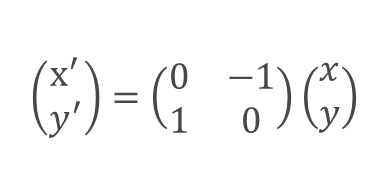 (x′) = (0 −1)(x)
(y′)   (1 0)(y)